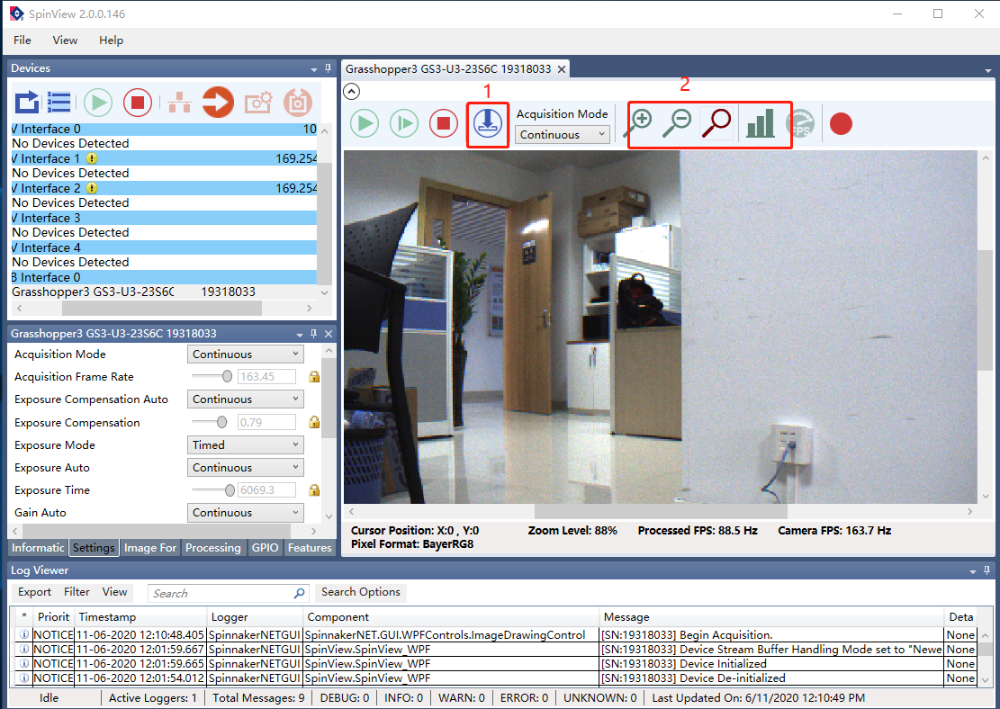 SpinView 2.0.0.146
File View Help
Devices
V Interface 0 10
No Devices Detected
V Interface 1 169.254
No Devices Detected
V Interface 2 169.254
No Devices Detected
V Interface 3
No Devices Detected
V Interface 4
No Devices Detected
B Interface 0
Grasshopper3 GS3-U3-23S6C 19318033
Grasshopper3 GS3-U3-23S6C 19318033
Acquisition Mode Continuous
Acquisition Frame Rate 163.45
Exposure Compensation Auto Continuous
Exposure Compensation 0.79
Exposure Mode Timed
Exposure Auto Continuous
Exposure Time 6069.3
Gain Auto Continuous
Informatic Settings Image For Processing GPIO Features
Grasshopper3 GS3-U3-23S6C 19318033
1 2
Acquisition Mode
Continuous
FPS
Cursor Position: X:0 , Y:0 Zoom Level: 88% Processed FPS: 88.5 Hz Camera FPS: 163.7 Hz
Pixel Format: BayerRG8
Log Viewer
Export Filter View Search Search Options
* Priorit Timestamp Logger Component Message Deta
NOTICE 11-06-2020 12:10:48.405 SpinnakerNETGUI SpinnakerNET.GUI.WPFControls.ImageDrawingControl [SN:19318033] Begin Acquisition. None
NOTICE 11-06-2020 12:01:59.667 SpinnakerNETGUI SpinView.SpinView_WPF [SN:19318033] Device Stream Buffer Handling Mode set to "Newe None
NOTICE 11-06-2020 12:01:59.665 SpinnakerNETGUI SpinView.SpinView_WPF [SN:19318033] Device Initialized None
NOTICE 11-06-2020 12:01:54.012 SpinnakerNETGUI SpinView.SpinView_WPF [SN:19318033] Device De-initialized None
Idle Active Loggers: 1 Total Messages: 9 DEBUG: 0 INFO: 0 WARN: 0 ERROR: 0 UNKNOWN: 0 Last Updated On: 6/11/2020 12:10:49 PM